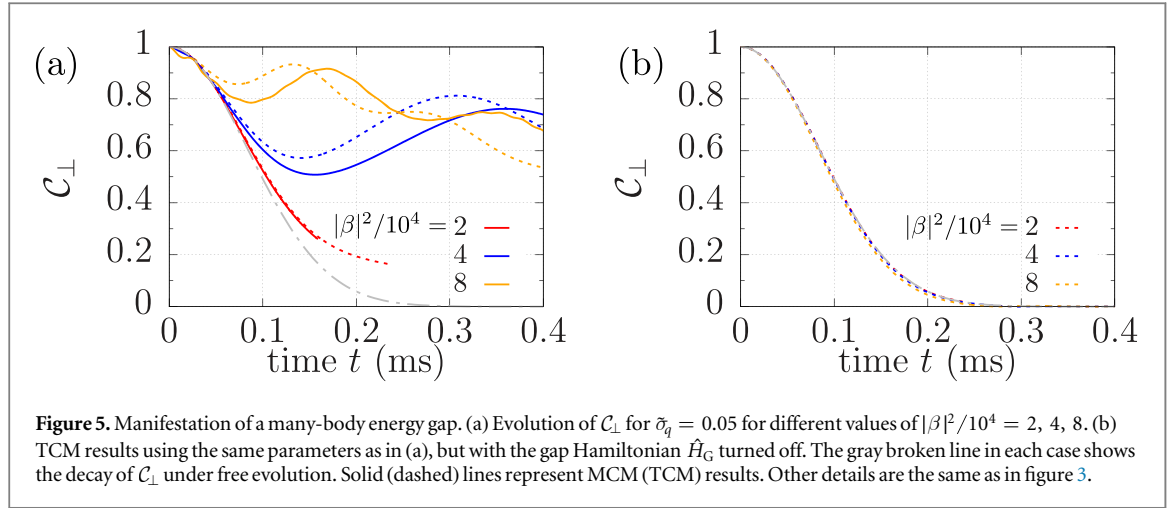 (a)
1
0.8
0.6
0.4
0.2
0
C⊥
|β|²/10⁴ = 2
4
8
0 0.1 0.2 0.3 0.4
time t (ms)
(b)
1
0.8
0.6
0.4
0.2
0
C⊥
|β|²/10⁴ = 2
4
8
0 0.1 0.2 0.3 0.4
time t (ms)
Figure 5. Manifestation of a many-body energy gap. (a) Evolution of C⊥ for σ̃q = 0.05 for different values of |β|²/10⁴ = 2, 4, 8. (b)
TCM results using the same parameters as in (a), but with the gap Hamiltonian ĤG turned off. The gray broken line in each case shows
the decay of C⊥ under free evolution. Solid (dashed) lines represent MCM (TCM) results. Other details are the same as in figure 3.